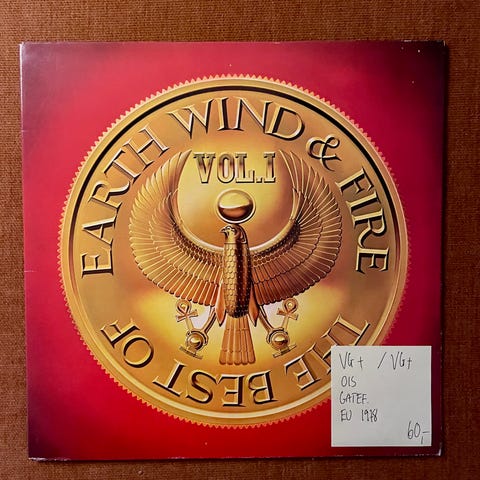 THE BEST OF EARTH WIND & FIRE
VOL.I
VG+ / VG+
OIS
GATEF.
EU 1978
60,-